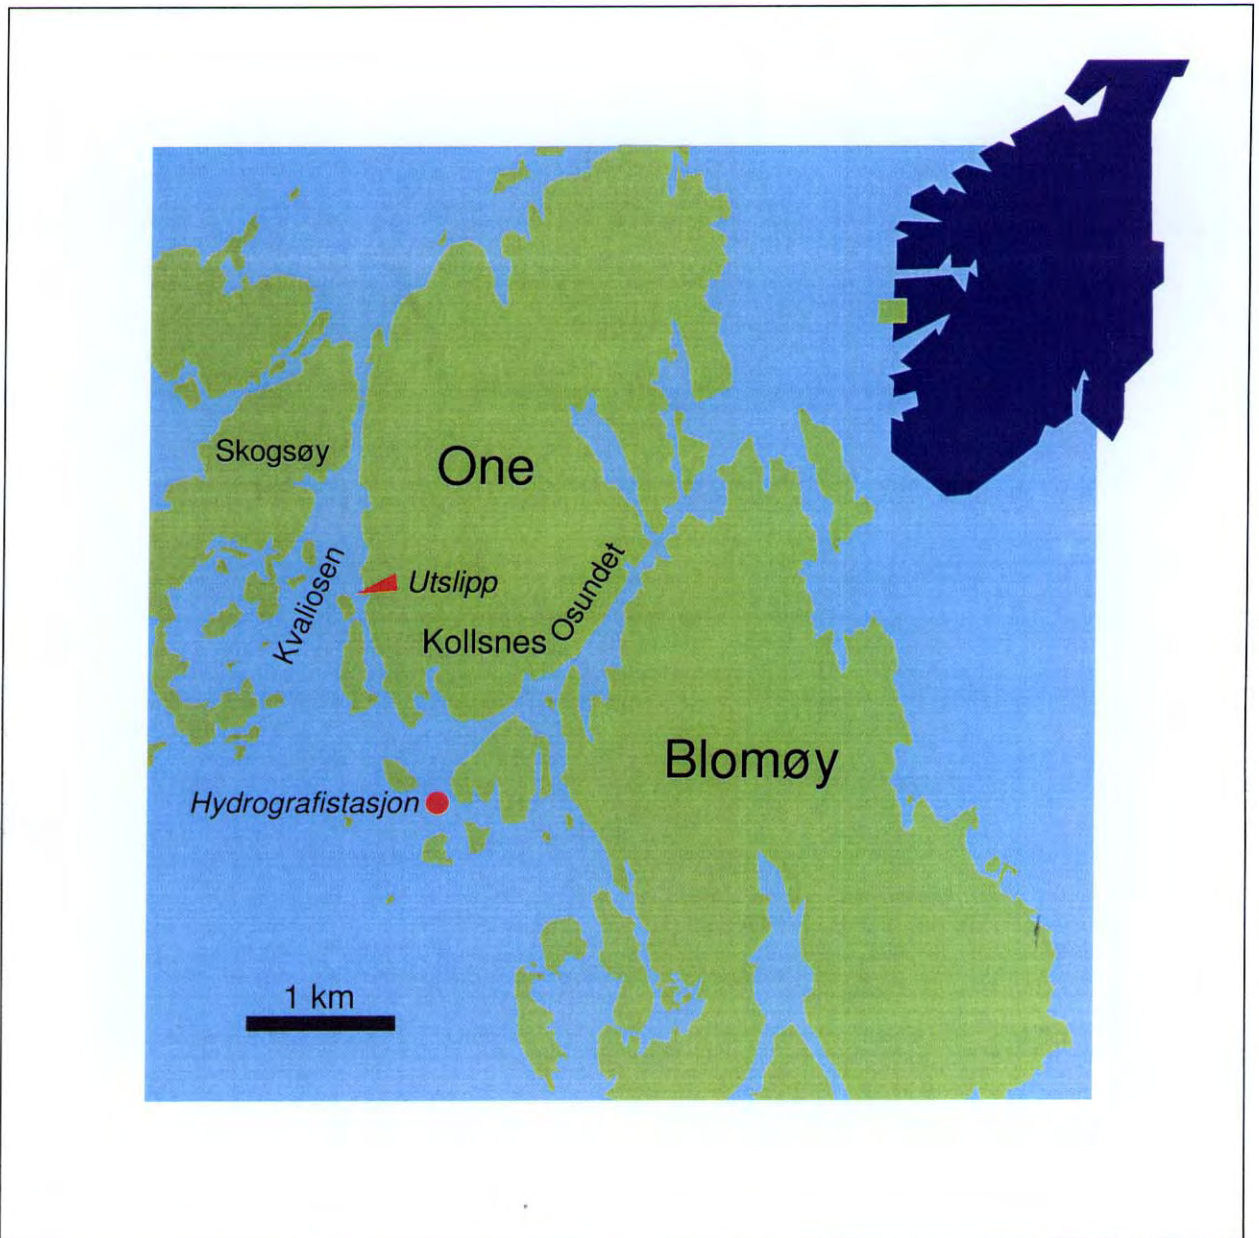 Skogsøy
One
Kvaliosen
Utslipp
Osundet
Kollsnes
Blomøy
Hydrografistasjon
1 km